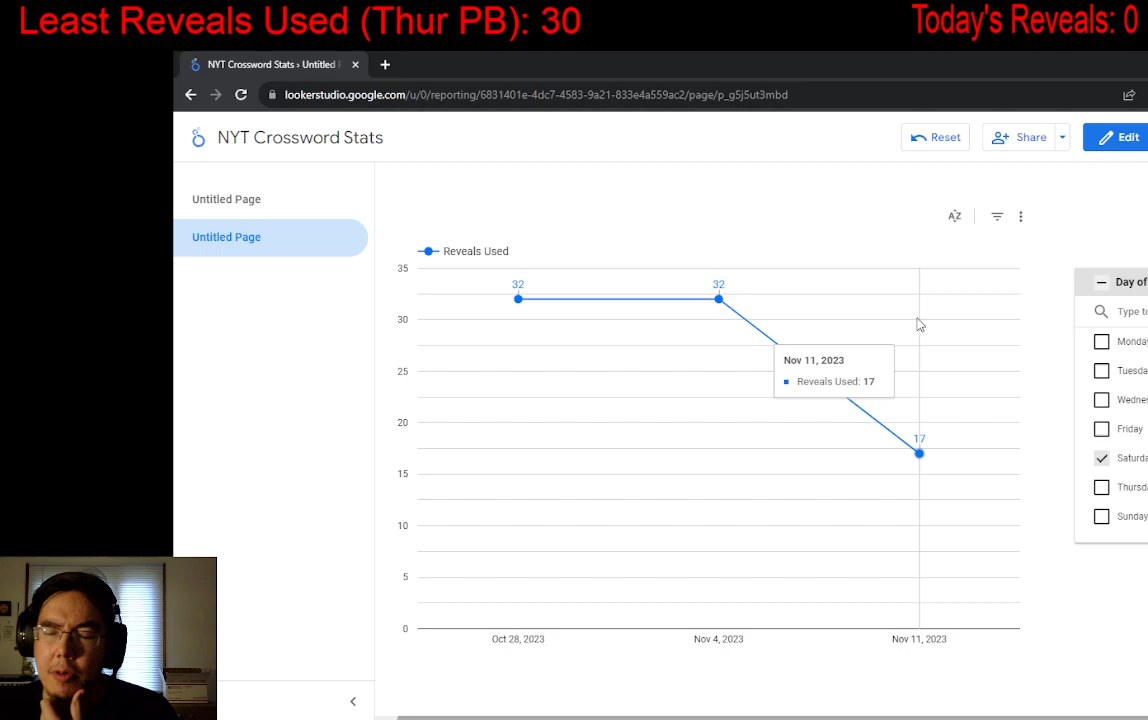 Least Reveals Used (Thur PB): 30
Today's Reveals: 0
NYT Crossword Stats › Untitled
lookerstudio.google.com/u/0/reporting/6831401e-4dc7-4583-9a21-833e4a559ac2/page/p_g5j5ut3mbd
NYT Crossword Stats
Reset
Share
Edit
Untitled Page
Untitled Page
Reveals Used
35
30
25
20
15
10
5
0
32
32
17
Nov 11, 2023
Reveals Used: 17
Oct 28, 2023
Nov 4, 2023
Nov 11, 2023
Day of
Type to
Monday
Tuesda
Wednes
Friday
Saturda
Thursd
Sunday